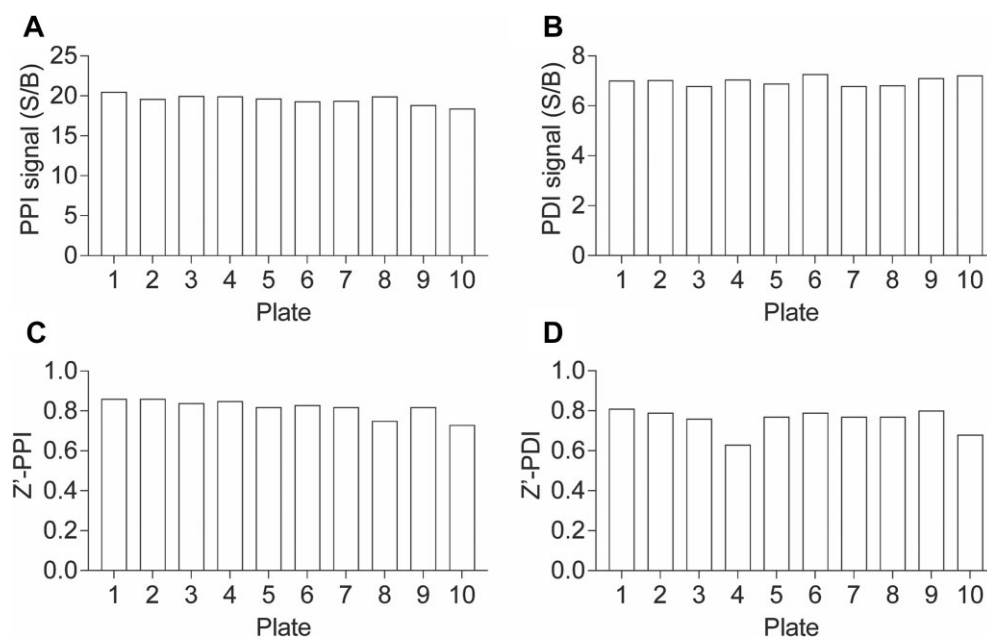 A
PPI signal (S/B)
25
20
15
10
5
0
1 2 3 4 5 6 7 8 9 10
Plate
B
PDI signal (S/B)
8
6
4
2
0
1 2 3 4 5 6 7 8 9 10
Plate
C
Z'-PPI
1.0
0.8
0.6
0.4
0.2
0.0
1 2 3 4 5 6 7 8 9 10
Plate
D
Z'-PDI
1.0
0.8
0.6
0.4
0.2
0.0
1 2 3 4 5 6 7 8 9 10
Plate